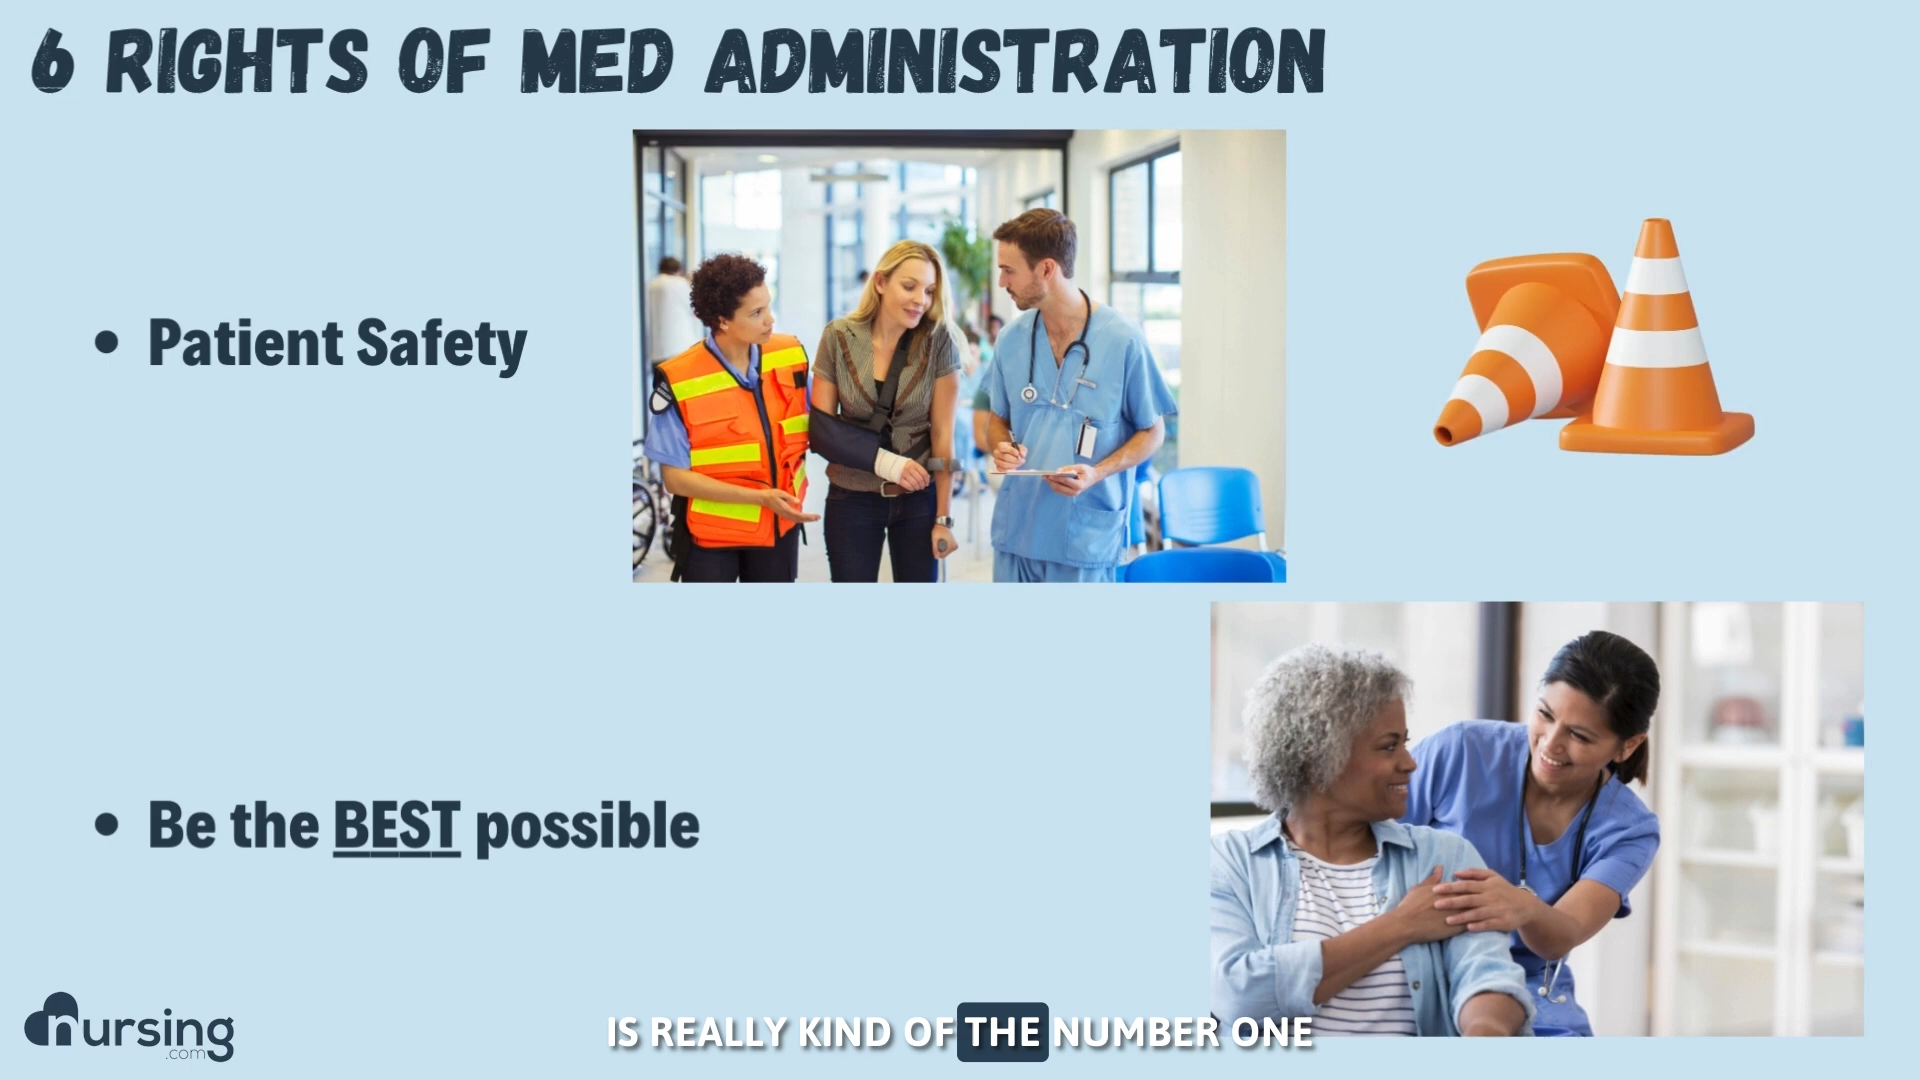 6 RIGHTS OF MED ADMINISTRATION
• Patient Safety
• Be the BEST possible
nursing
.com
IS REALLY KIND OF THE NUMBER ONE